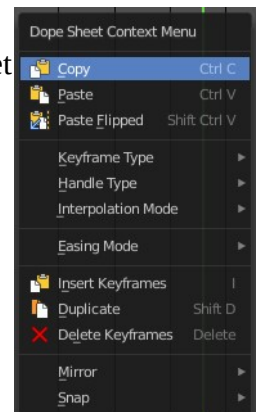 Dope Sheet Context Menu
et
Copy Ctrl C
Paste Ctrl V
Paste Flipped Shift Ctrl V
Keyframe Type
Handle Type
Interpolation Mode
Easing Mode
Insert Keyframes I
Duplicate Shift D
Delete Keyframes Delete
Mirror
Snap